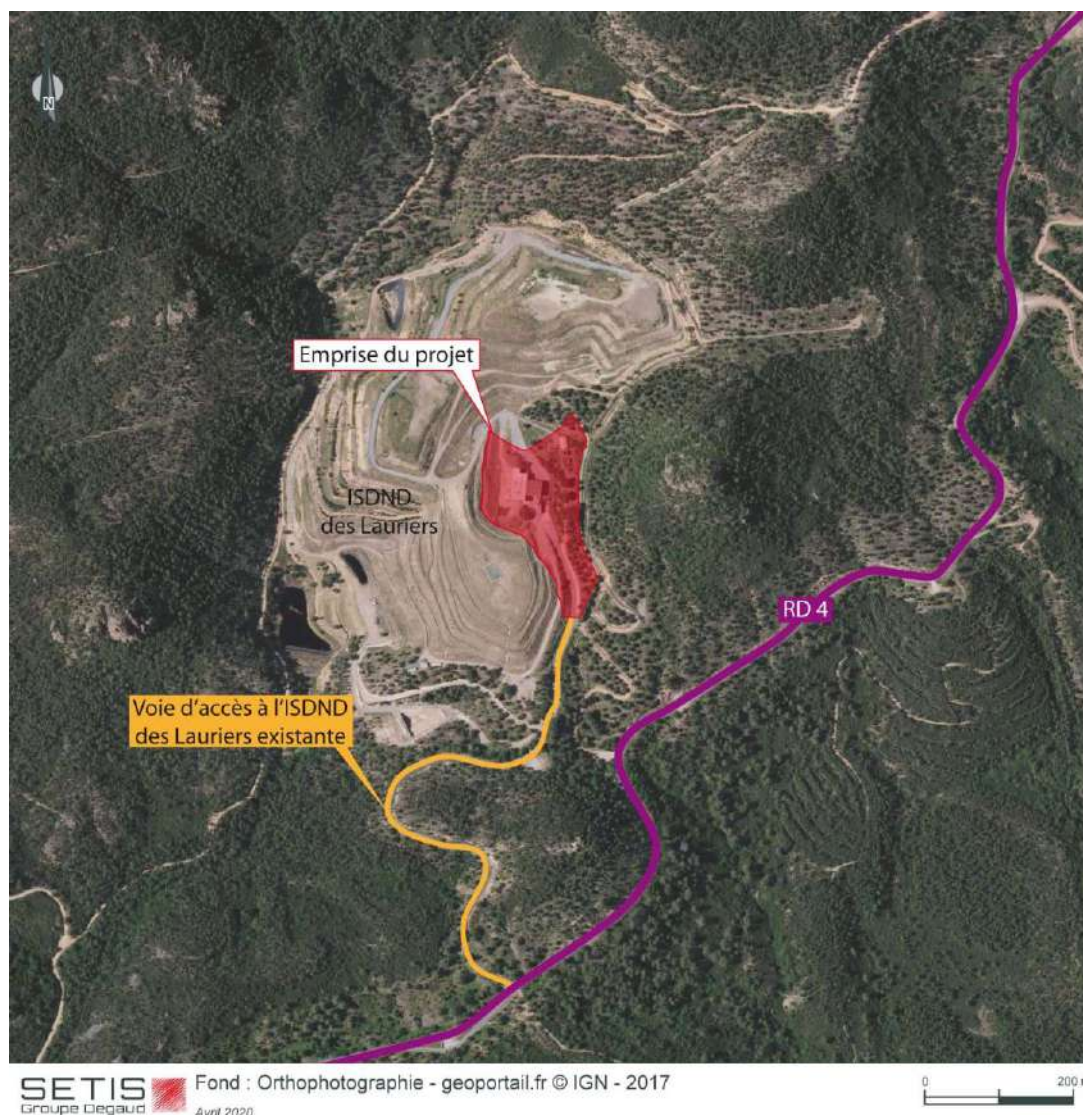 N
Emprise du projet
ISDND
des Lauriers
RD 4
Voie d'accès à l'ISDND
des Lauriers existante
SETIS
Groupe Degaud
Fond : Orthophotographie - geoportail.fr © IGN - 2017
Avril 2020
0 200 m